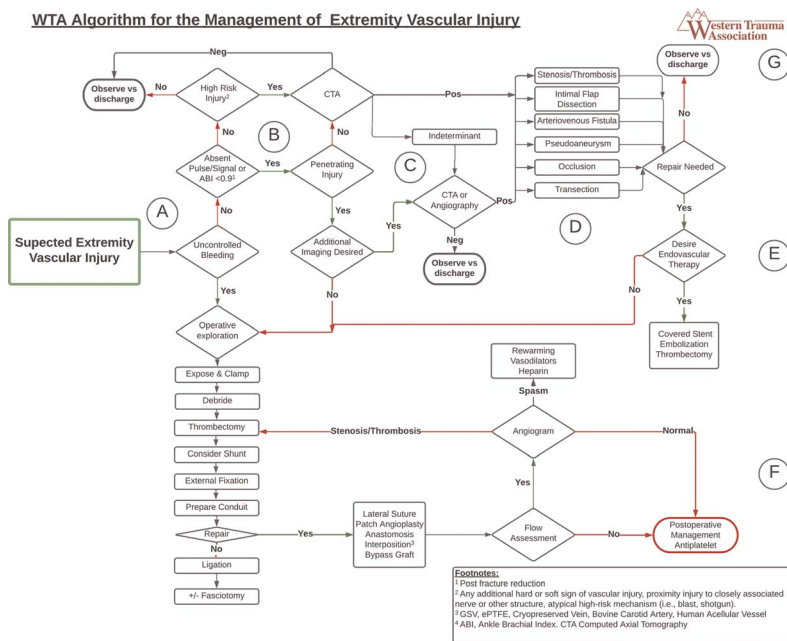 WTA Algorithm for the Management of Extremity Vascular Injury
Western Trauma
Association
Neg
Observe vs
discharge
No
High Risk
Injury²
Yes
CTA
Pos
Stenosis/Thrombosis
Intimal Flap
Dissection
Arteriovenous Fistula
Pseudoaneurysm
Occlusion
Transection
Observe vs
discharge
G
No
No
B
No
Indeterminant
C
Absent
Pulse/Signal or
ABI <0.9¹
Yes
Penetrating
Injury
CTA or
Angiography
Pos
Repair Needed
A
No
Yes
Yes
D
Yes
Supected Extremity
Vascular Injury
Uncontrolled
Bleeding
Additional
Imaging Desired
Neg
Observe vs
discharge
Desire
Endovascular
Therapy
E
Yes
No
No
Yes
Operative
exploration
Covered Stent
Embolization
Thrombectomy
Expose & Clamp
Debride
Thrombectomy
Consider Shunt
External Fixation
Prepare Conduit
Repair
No
Ligation
+/- Fasciotomy
Rewarming
Vasodilators
Heparin
Spasm
Stenosis/Thrombosis
Angiogram
Normal
F
Yes
Yes
Lateral Suture
Patch Angioplasty
Anastomosis
Interposition³
Bypass Graft
Flow
Assessment
No
Postoperative
Management
Antiplatelet
Footnotes:
¹ Post fracture reduction
² Any additional hard or soft sign of vascular injury, proximity injury to closely associated
nerve or other structure, atypical high-risk mechanism (i.e., blast, shotgun).
³ GSV, ePTFE, Cryopreserved Vein, Bovine Carotid Artery, Human Acellular Vessel
⁴ ABI, Ankle Brachial Index. CTA Computed Axial Tomography